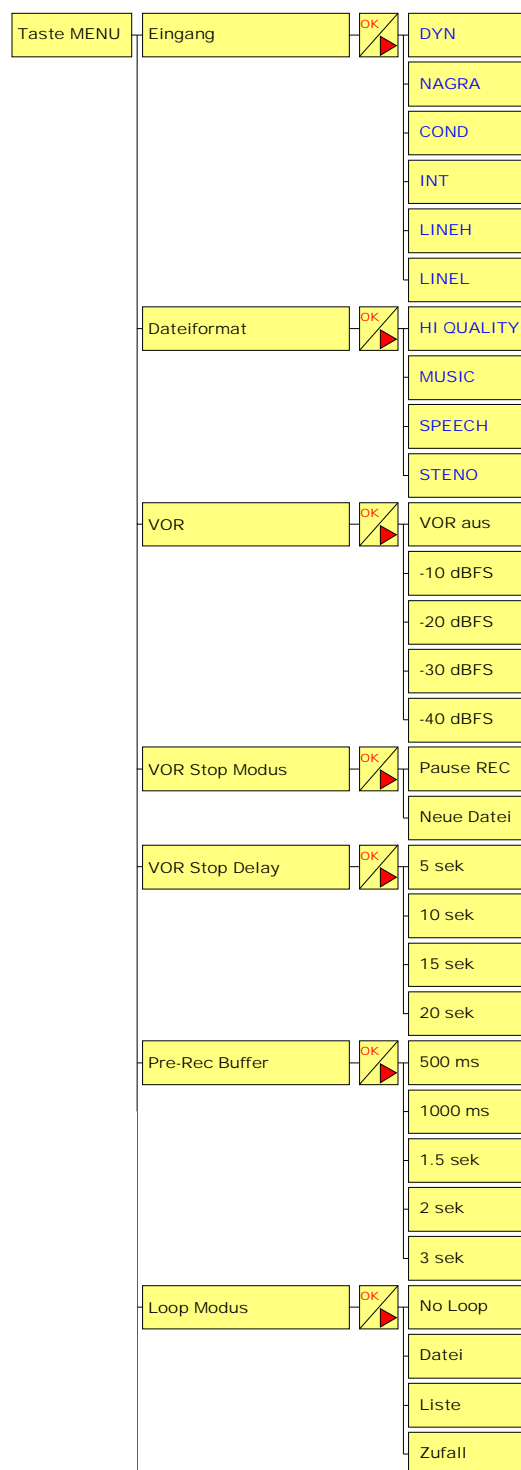 Taste MENU Eingang OK DYN
NAGRA
COND
INT
LINEH
LINEL
Dateiformat OK HI QUALITY
MUSIC
SPEECH
STENO
VOR OK VOR aus
-10 dBFS
-20 dBFS
-30 dBFS
-40 dBFS
VOR Stop Modus OK Pause REC
Neue Datei
VOR Stop Delay OK 5 sek
10 sek
15 sek
20 sek
Pre-Rec Buffer OK 500 ms
1000 ms
1.5 sek
2 sek
3 sek
Loop Modus OK No Loop
Datei
Liste
Zufall